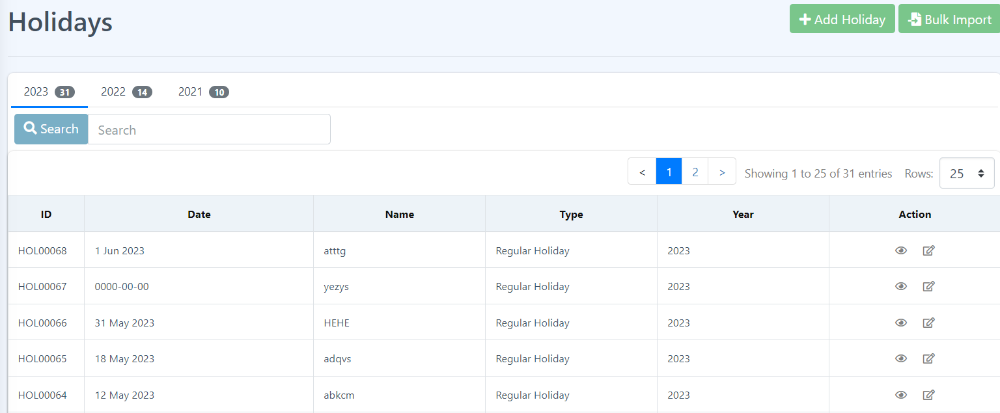 Holidays
Add Holiday Bulk Import
2023 31 2022 14 2021 10
Search Search
< 1 2 > Showing 1 to 25 of 31 entries Rows: 25
ID Date Name Type Year Action
HOL00068 1 Jun 2023 atttg Regular Holiday 2023
HOL00067 0000-00-00 yezys Regular Holiday 2023
HOL00066 31 May 2023 HEHE Regular Holiday 2023
HOL00065 18 May 2023 adqvs Regular Holiday 2023
HOL00064 12 May 2023 abkcm Regular Holiday 2023